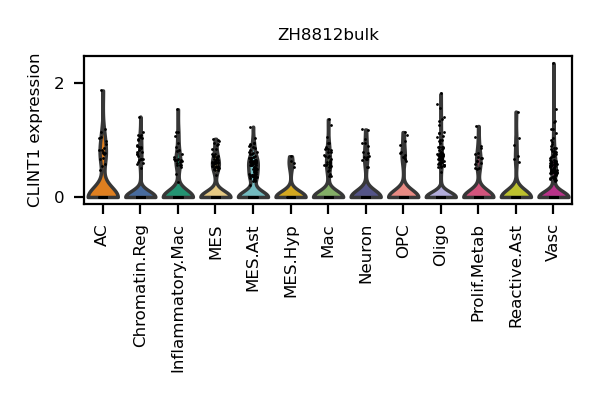 ZH8812bulk
CLINT1 expression
2
0
AC
Chromatin.Reg
Inflammatory.Mac
MES
MES.Ast
MES.Hyp
Mac
Neuron
OPC
Oligo
Prolif.Metab
Reactive.Ast
Vasc